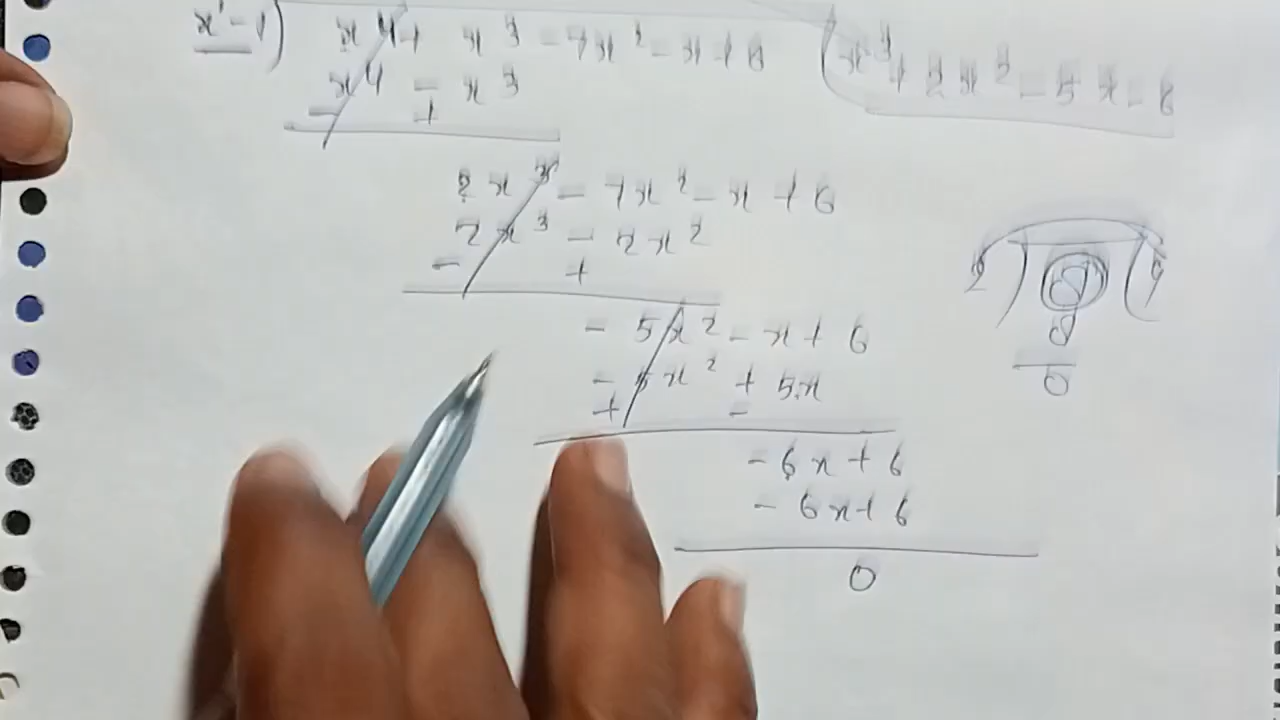 x¹ - 1) x⁴ + x³ - 7x² - x + 6 (x³ + 2x² - 5x - 6
x⁴ - x³
- +
2x³ - 7x² - x + 6
2x³ - 2x²
- +
- 5x² - x + 6
- 5x² + 5x
+ -
- 6x + 6
- 6x + 6
0
2) 8 (4
8
0